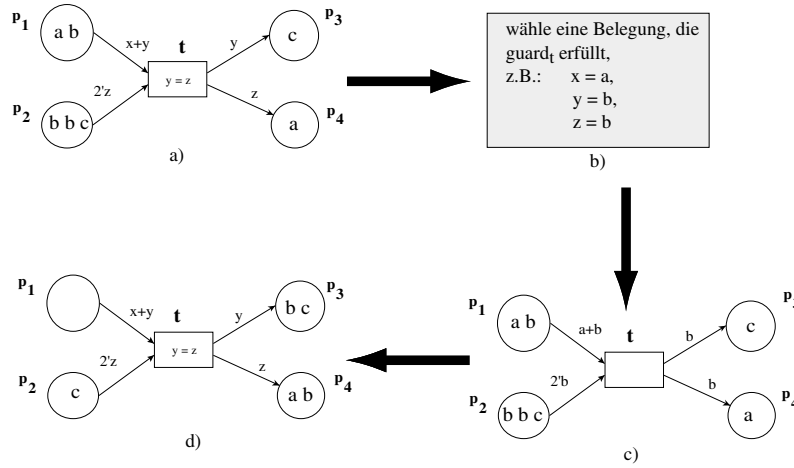 p1
a b
x+y
t
y = z
y
c
p3
p2
b b c
2'z
z
a
p4
a)
wähle eine Belegung, die
guardt erfüllt,
z.B.: x = a,
y = b,
z = b
b)
p1
x+y
t
y = z
y
b c
p3
p2
c
2'z
z
a b
p4
d)
p1
a b
a+b
t
b
c
p2
b b c
2'b
b
a
p4
c)